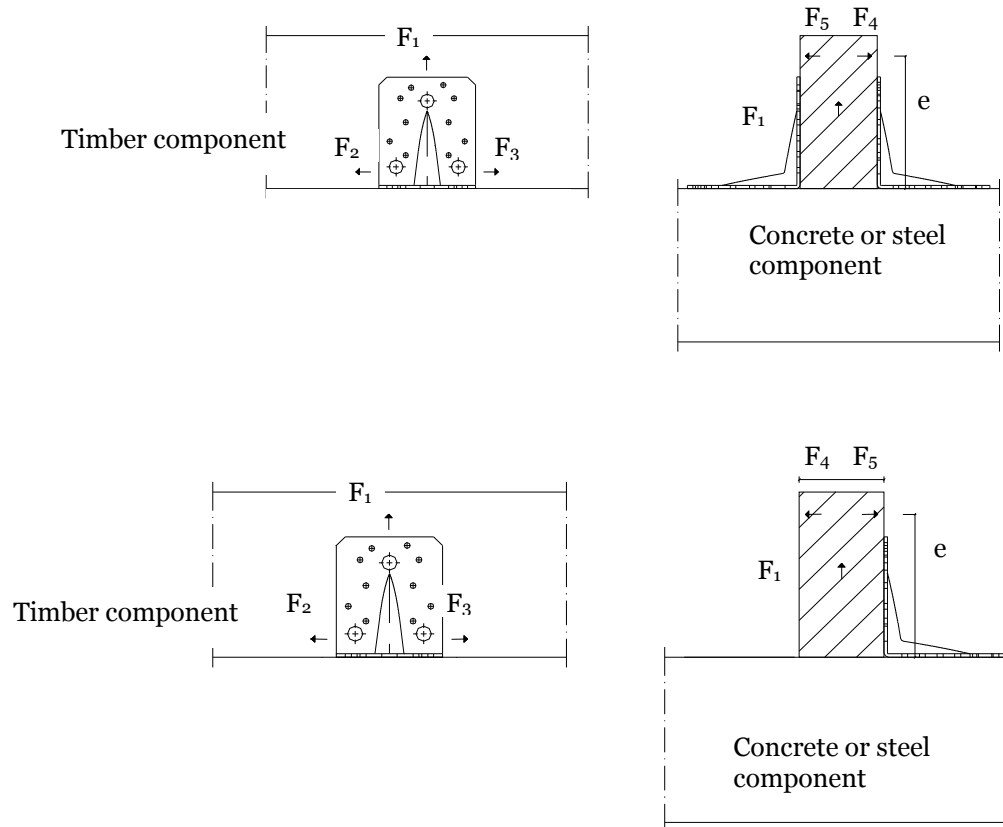 F₅ F₄
F₁
Timber component
F₂
F₃
F₁
e
Concrete or steel
component
F₄ F₅
F₁
Timber component
F₂
F₃
F₁
e
Concrete or steel
component